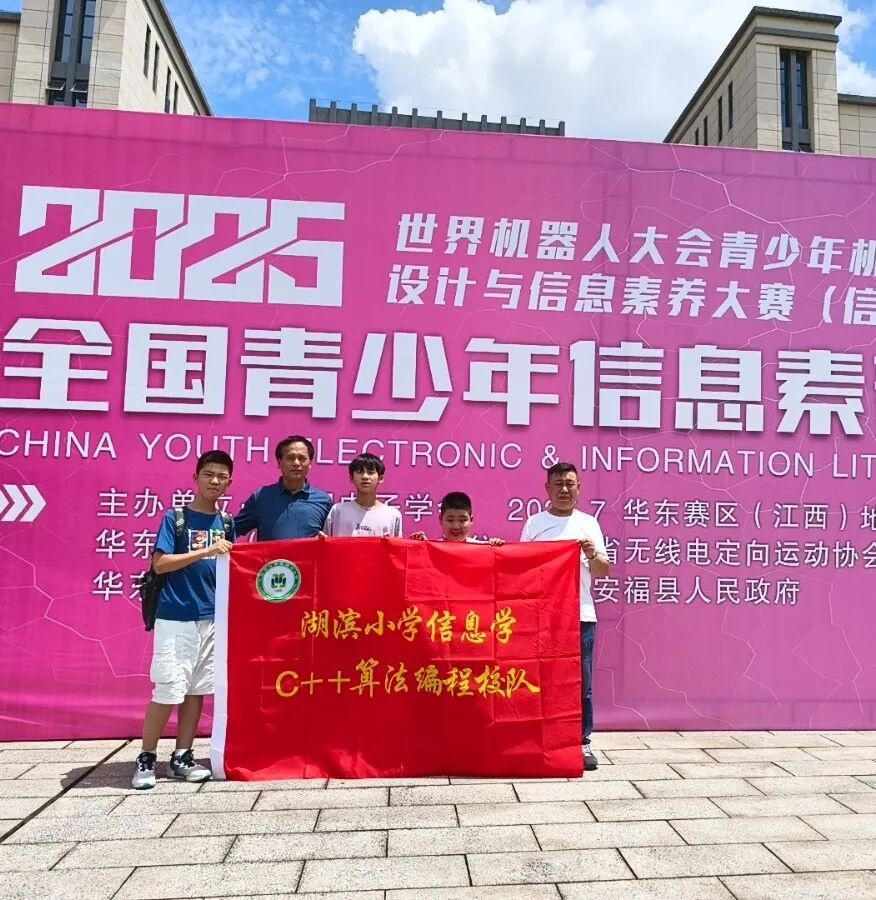 2025
世界机器人大会青少年机
设计与信息素养大赛（信
全国青少年信息素
CHINA YOUTH ELECTRONIC & INFORMATION LIT
主办单位 子学 7 华东赛区（江西）地
华东 省无线电定向运动协会
华 安福县人民政府
湖滨小学信息学
C++算法编程校队